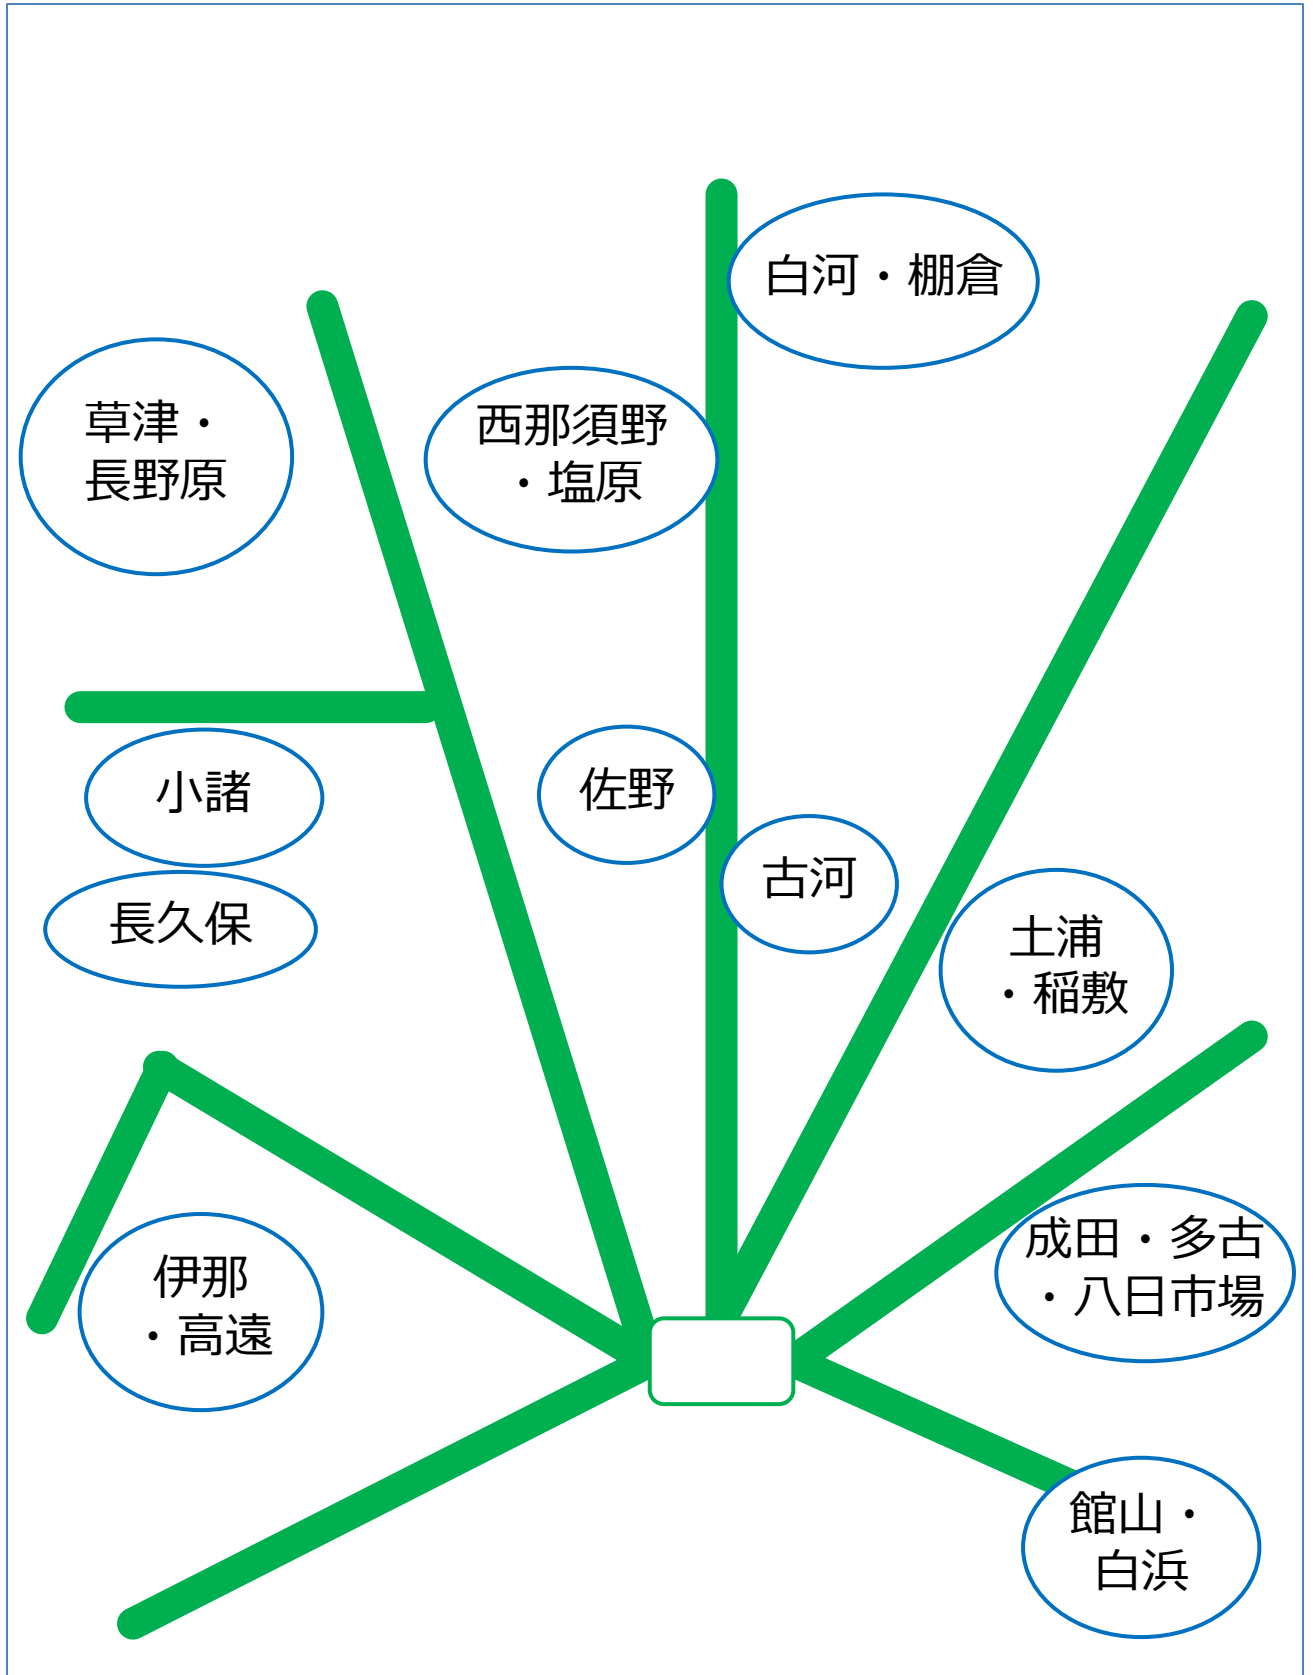 白河・棚倉
草津・
長野原
西那須野
・塩原
小諸
佐野
古河
長久保
土浦
・稲敷
成田・多古
・八日市場
伊那
・高遠
館山・
白浜